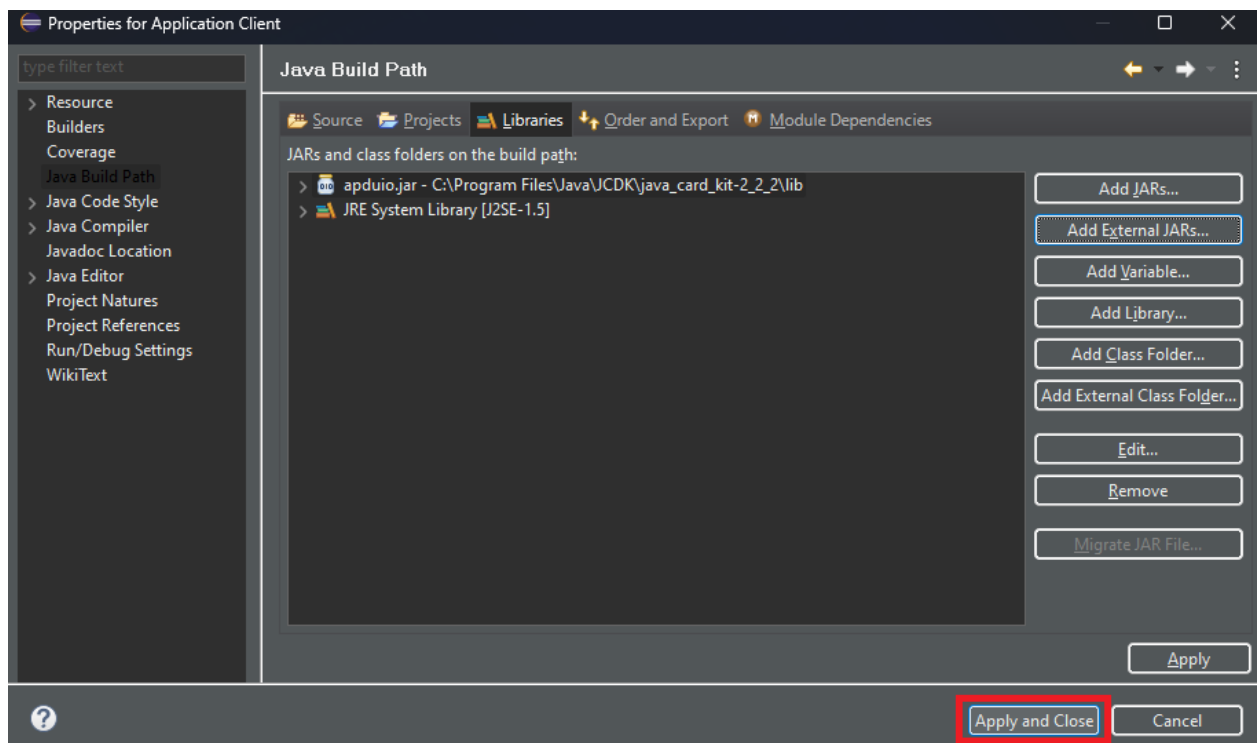 Properties for Application Client
type filter text
Java Build Path
Resource
Builders
Coverage
Java Build Path
Java Code Style
Java Compiler
Javadoc Location
Java Editor
Project Natures
Project References
Run/Debug Settings
WikiText
Source Projects Libraries Order and Export Module Dependencies
JARs and class folders on the build path:
apduio.jar - C:\Program Files\Java\JCDK\java_card_kit-2_2_2\lib
JRE System Library [J2SE-1.5]
Add JARs...
Add External JARs...
Add Variable...
Add Library...
Add Class Folder...
Add External Class Folder...
Edit...
Remove
Migrate JAR File...
Apply
Apply and Close
Cancel